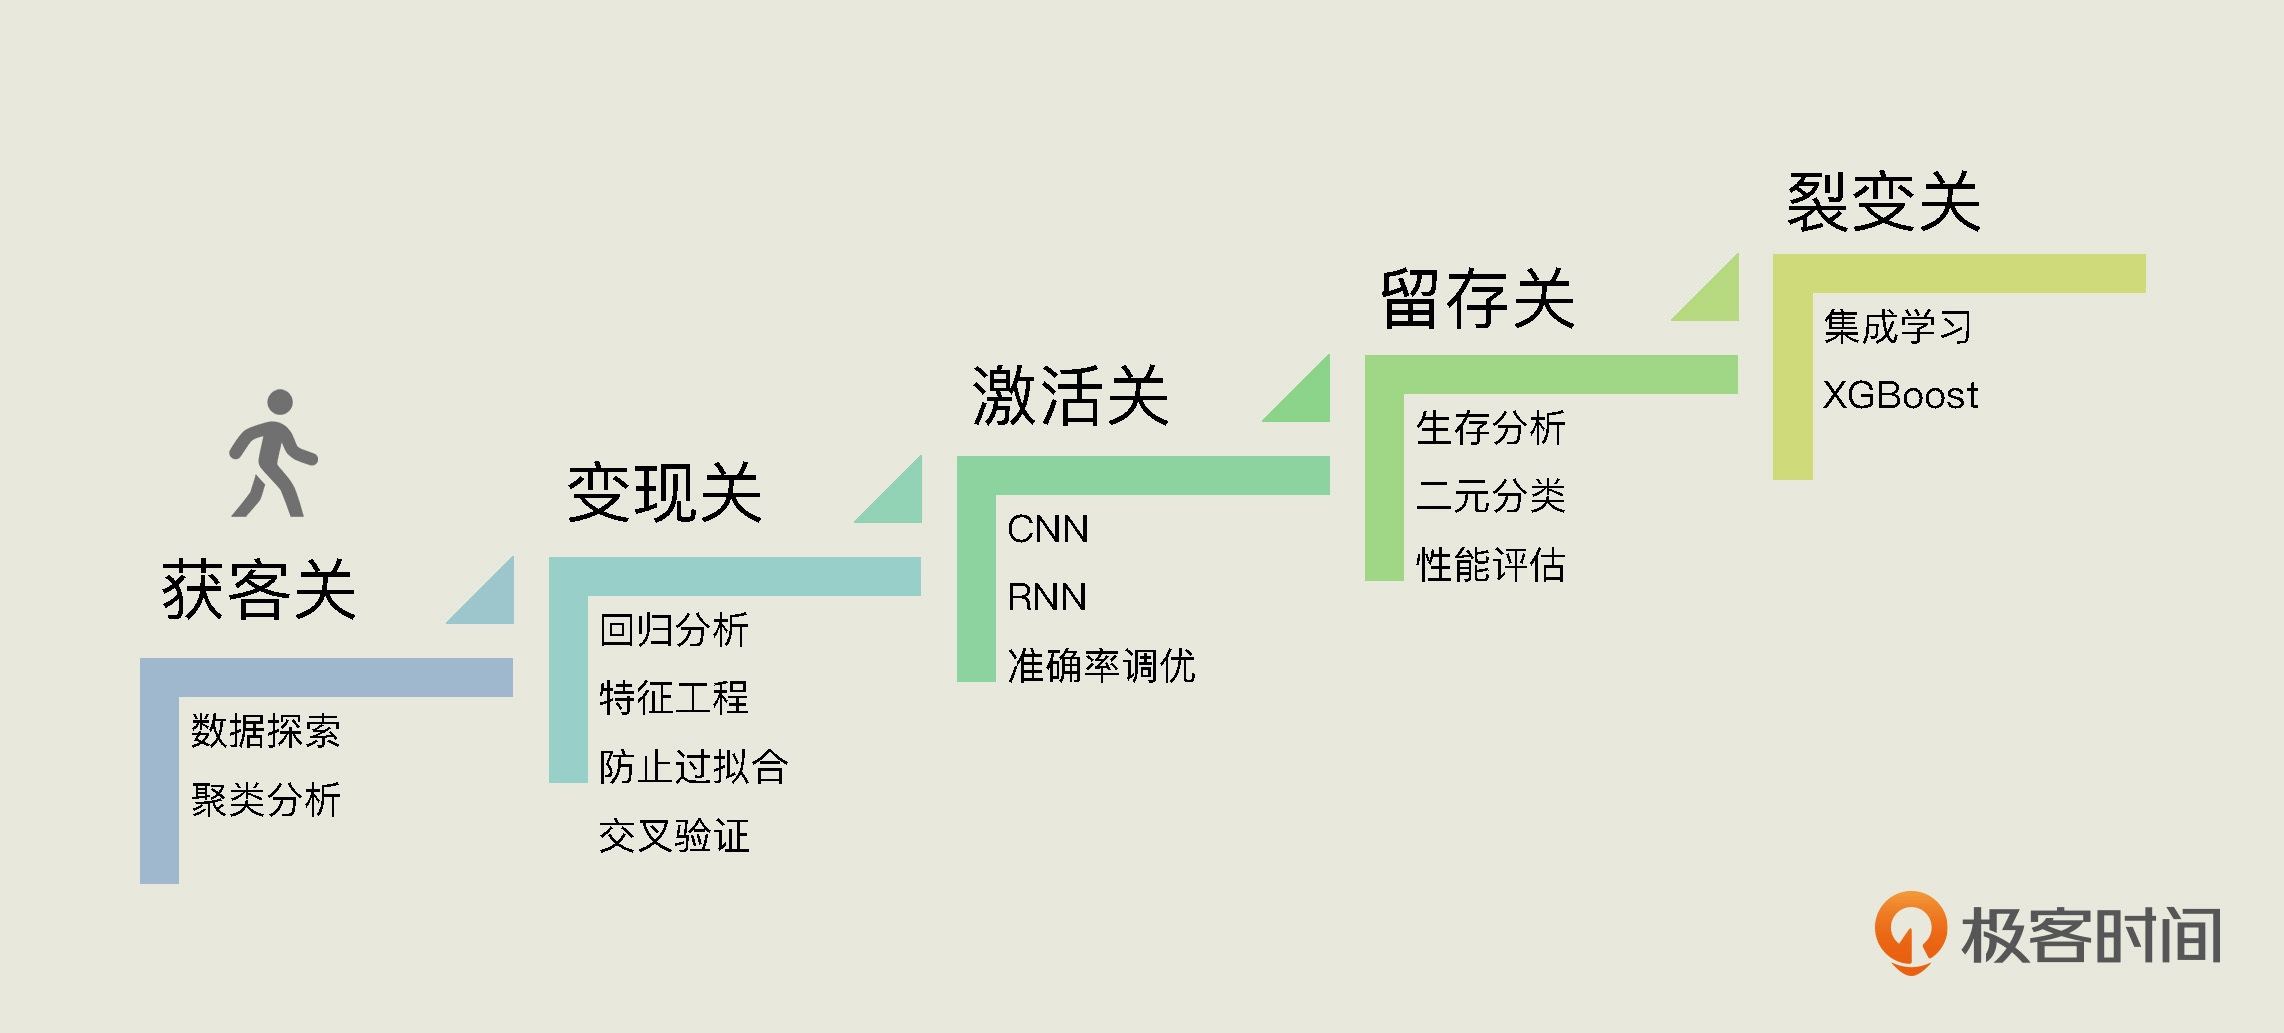 获客关
数据探索
聚类分析
变现关
回归分析
特征工程
防止过拟合
交叉验证
激活关
CNN
RNN
准确率调优
留存关
生存分析
二元分类
性能评估
裂变关
集成学习
XGBoost
极客时间